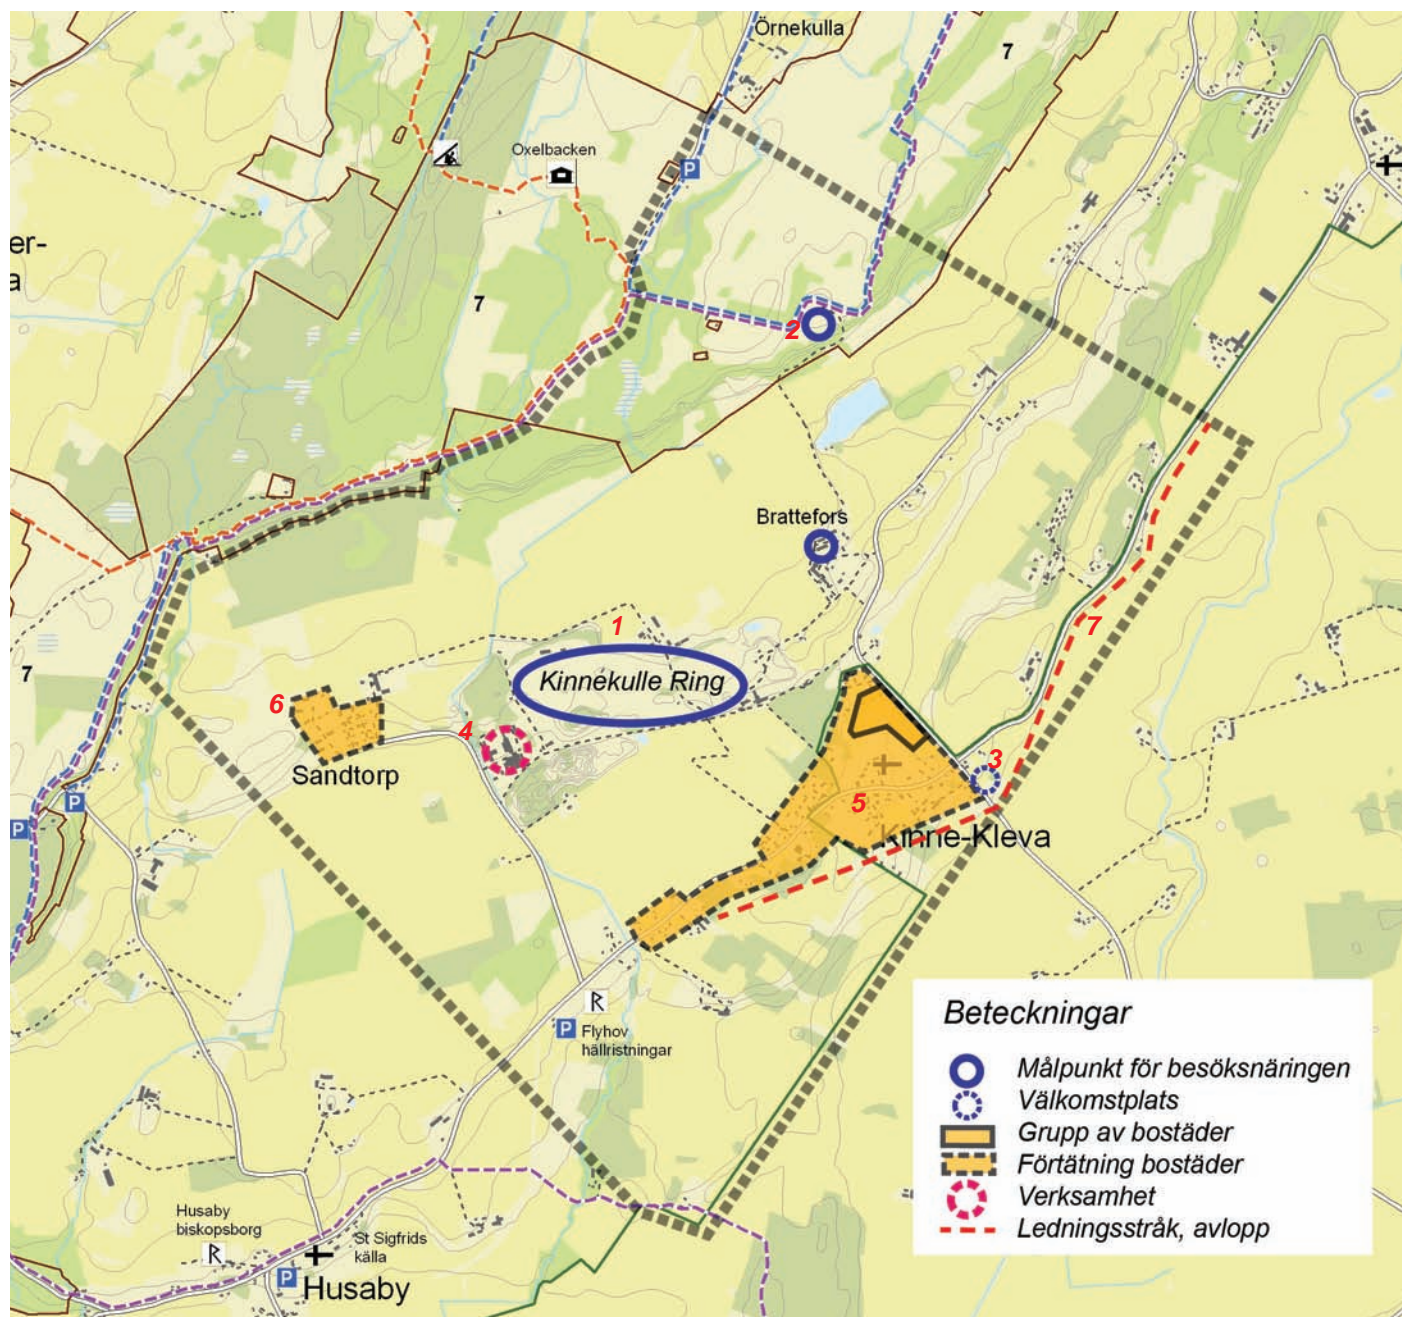 Örnekulla
7
Oxelbacken
P
er-
a
7
2
Brattefors
1
7
Kinnekulle Ring
7
6
4
3
Sandtorp
P
5
P
Kinne-Kleva
P
Flyhov
hällristningar
Husaby
biskopsborg
St Sigfrids
källa
P
Husaby
Beteckningar
Målpunkt för besöksnäringen
Välkomstplats
Grupp av bostäder
Förtätning bostäder
Verksamhet
Ledningsstråk, avlopp